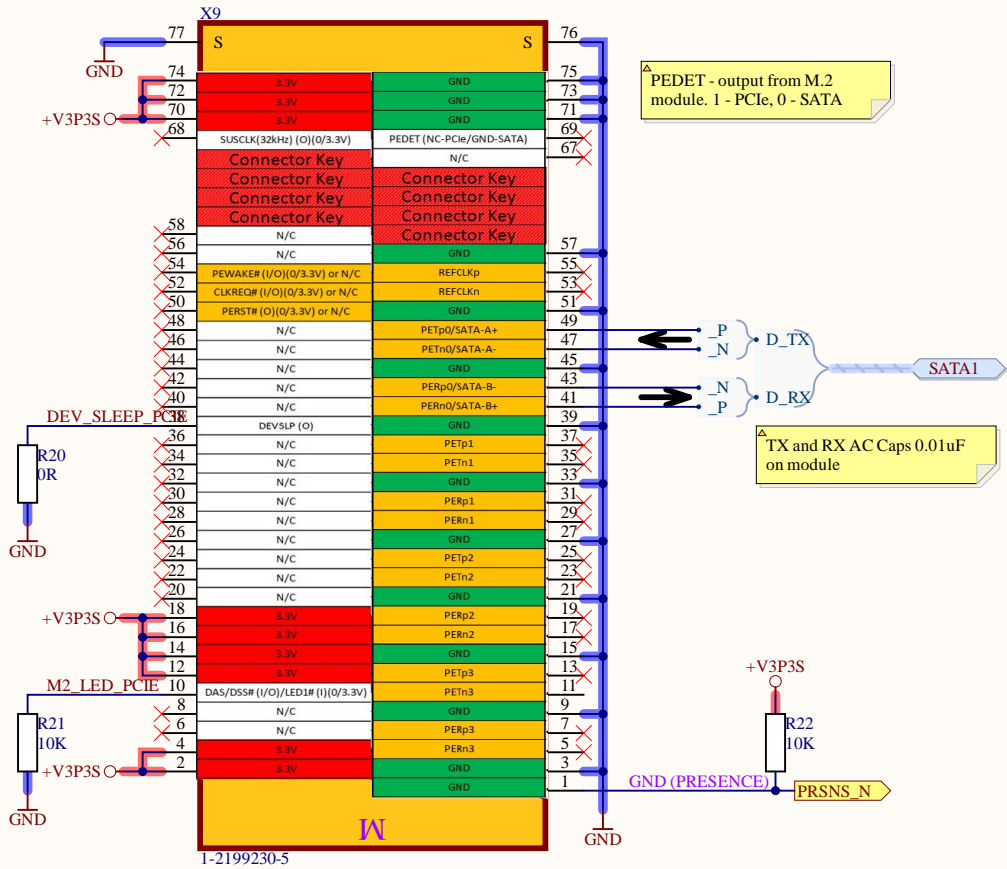 X9
77 S S 76
GND
74 3.3V GND 75
72 3.3V GND 73
+V3P3S 70 3.3V GND 71
68 SUSCLK(32kHz) (O)(0/3.3V) PEDET (NC-PCIe/GND-SATA) 69
Connector Key N/C 67
Connector Key Connector Key
Connector Key Connector Key
Connector Key Connector Key
58 N/C Connector Key
56 N/C GND 57
54 PEWAKE# (I/O)(0/3.3V) or N/C REFCLKp 55
52 CLKREQ# (I/O)(0/3.3V) or N/C REFCLKn 53
50 PERST# (O)(0/3.3V) or N/C GND 51
48 N/C PETp0/SATA-A+ 49
46 N/C PETn0/SATA-A- 47
44 N/C GND 45
42 N/C PERp0/SATA-B- 43
40 N/C PERn0/SATA-B+ 41
DEV_SLEEP_PCIE 38 DEVSLP (O) GND 39
36 N/C PETp1 37
34 N/C PETn1 35
32 N/C GND 33
30 N/C PERp1 31
28 N/C PERn1 29
26 N/C GND 27
24 N/C PETp2 25
22 N/C PETn2 23
20 N/C GND 21
+V3P3S 18 3.3V PERp2 19
16 3.3V PERn2 17
14 3.3V GND 15
12 3.3V PETp3 13
M2_LED_PCIE 10 DAS/DSS# (I/O)/LED1# (I)(0/3.3V) PETn3 11
8 N/C GND 9
6 N/C PERp3 7
4 3.3V PERn3 5
+V3P3S 2 3.3V GND 3
GND 1
M
1-2199230-5
R20
0R
GND
R21
10K
GND
PEDET - output from M.2
module. 1 - PCIe, 0 - SATA
_P
_N
D_TX
_N
_P
D_RX
SATA1
TX and RX AC Caps 0.01uF
on module
+V3P3S
R22
10K
GND (PRESENCE)
PRSNS_N
GND